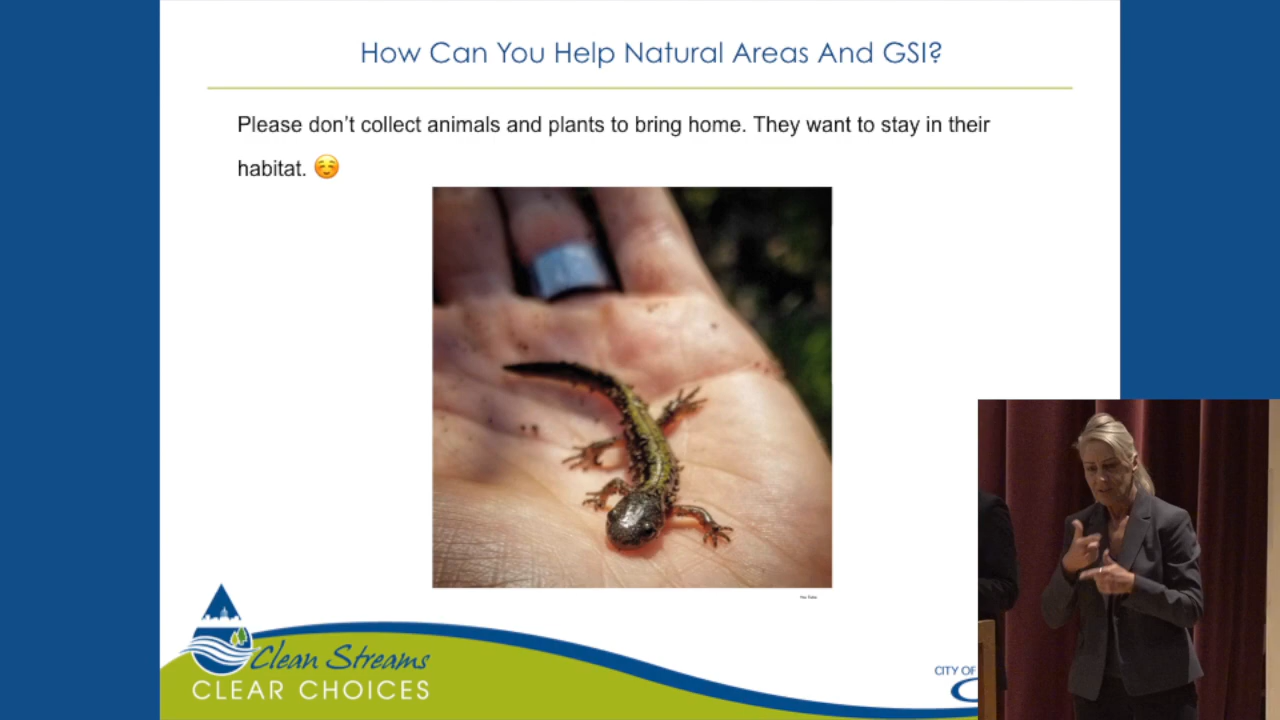 How Can You Help Natural Areas And GSI?
Please don’t collect animals and plants to bring home. They want to stay in their
habitat. ☺️
Clean Streams
CLEAR CHOICES
CITY OF